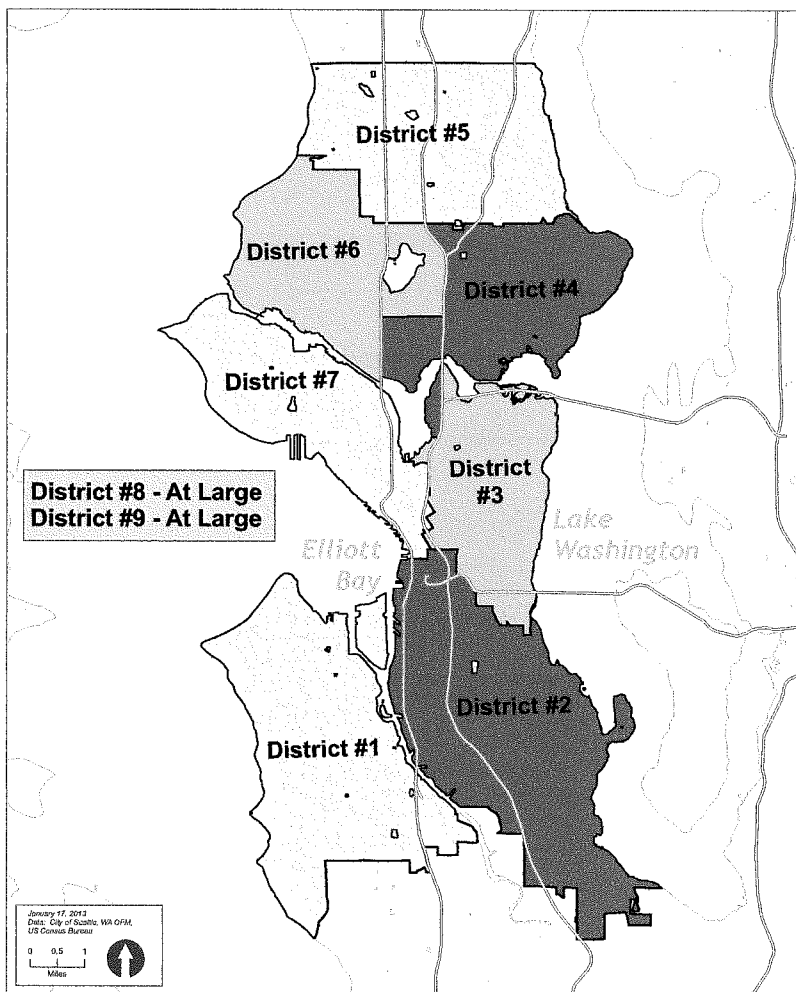 District #5
District #6
District #4
District #7
District
#3
District #8 - At Large
District #9 - At Large
Lake
Washington
Elliott
Bay
District #2
District #1
January 17, 2013
Data: City of Seattle, WA OFM,
US Census Bureau
0 0.5 1
Miles